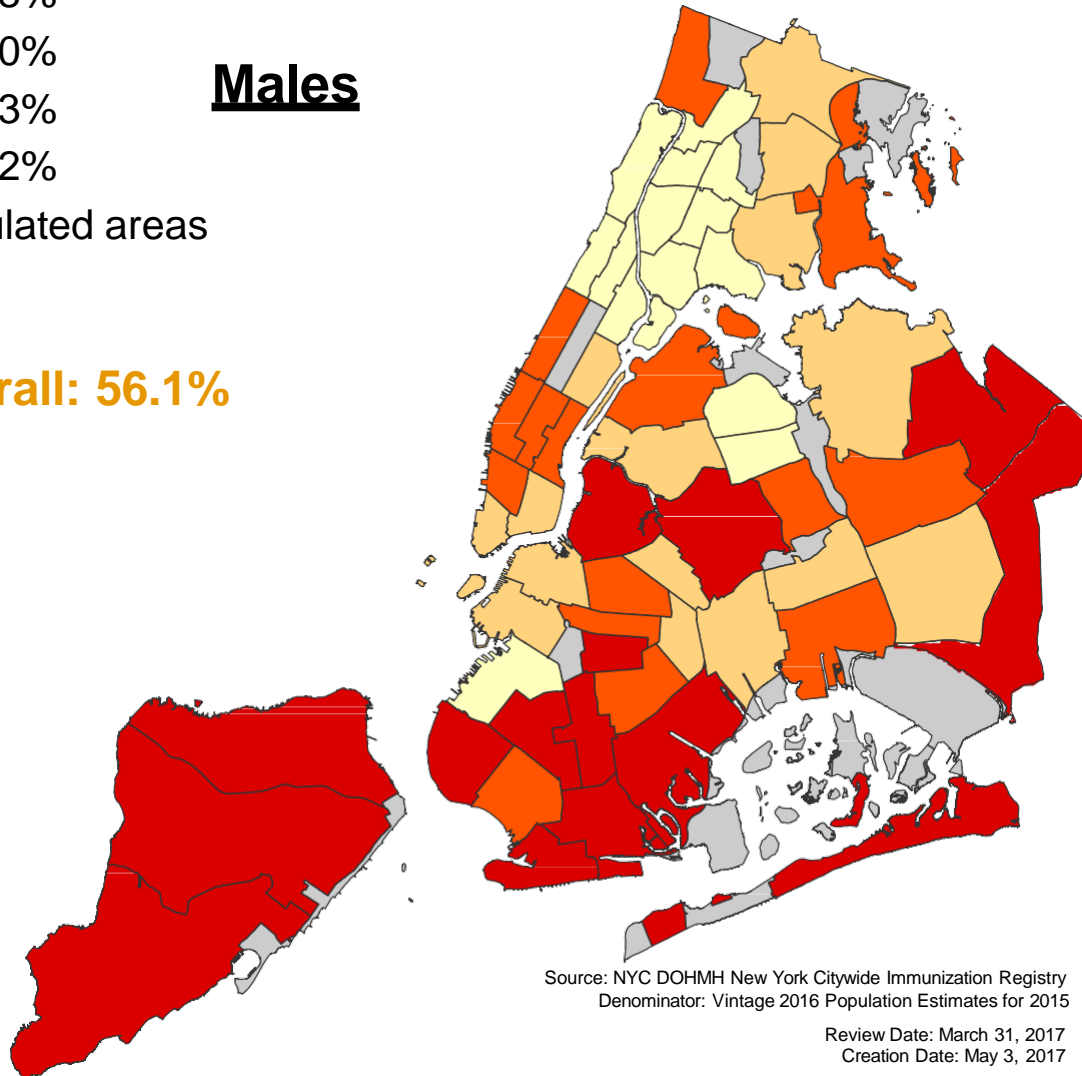 0%
Males
3%
2%
ulated areas
rall: 56.1%
Source: NYC DOHMH New York Citywide Immunization Registry
Denominator: Vintage 2016 Population Estimates for 2015
Review Date: March 31, 2017
Creation Date: May 3, 2017